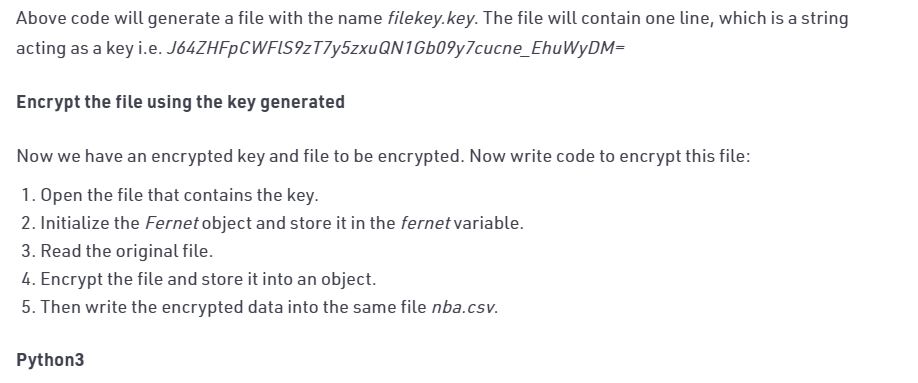 Above code will generate a file with the name filekey.key. The file will contain one line, which is a string
acting as a key i.e. J64ZHFpCWFlS9zT7y5zxuQN1Gb09y7cucne_EhuWyDM=
Encrypt the file using the key generated
Now we have an encrypted key and file to be encrypted. Now write code to encrypt this file:
1. Open the file that contains the key.
2. Initialize the Fernet object and store it in the fernet variable.
3. Read the original file.
4. Encrypt the file and store it into an object.
5. Then write the encrypted data into the same file nba.csv.
Python3